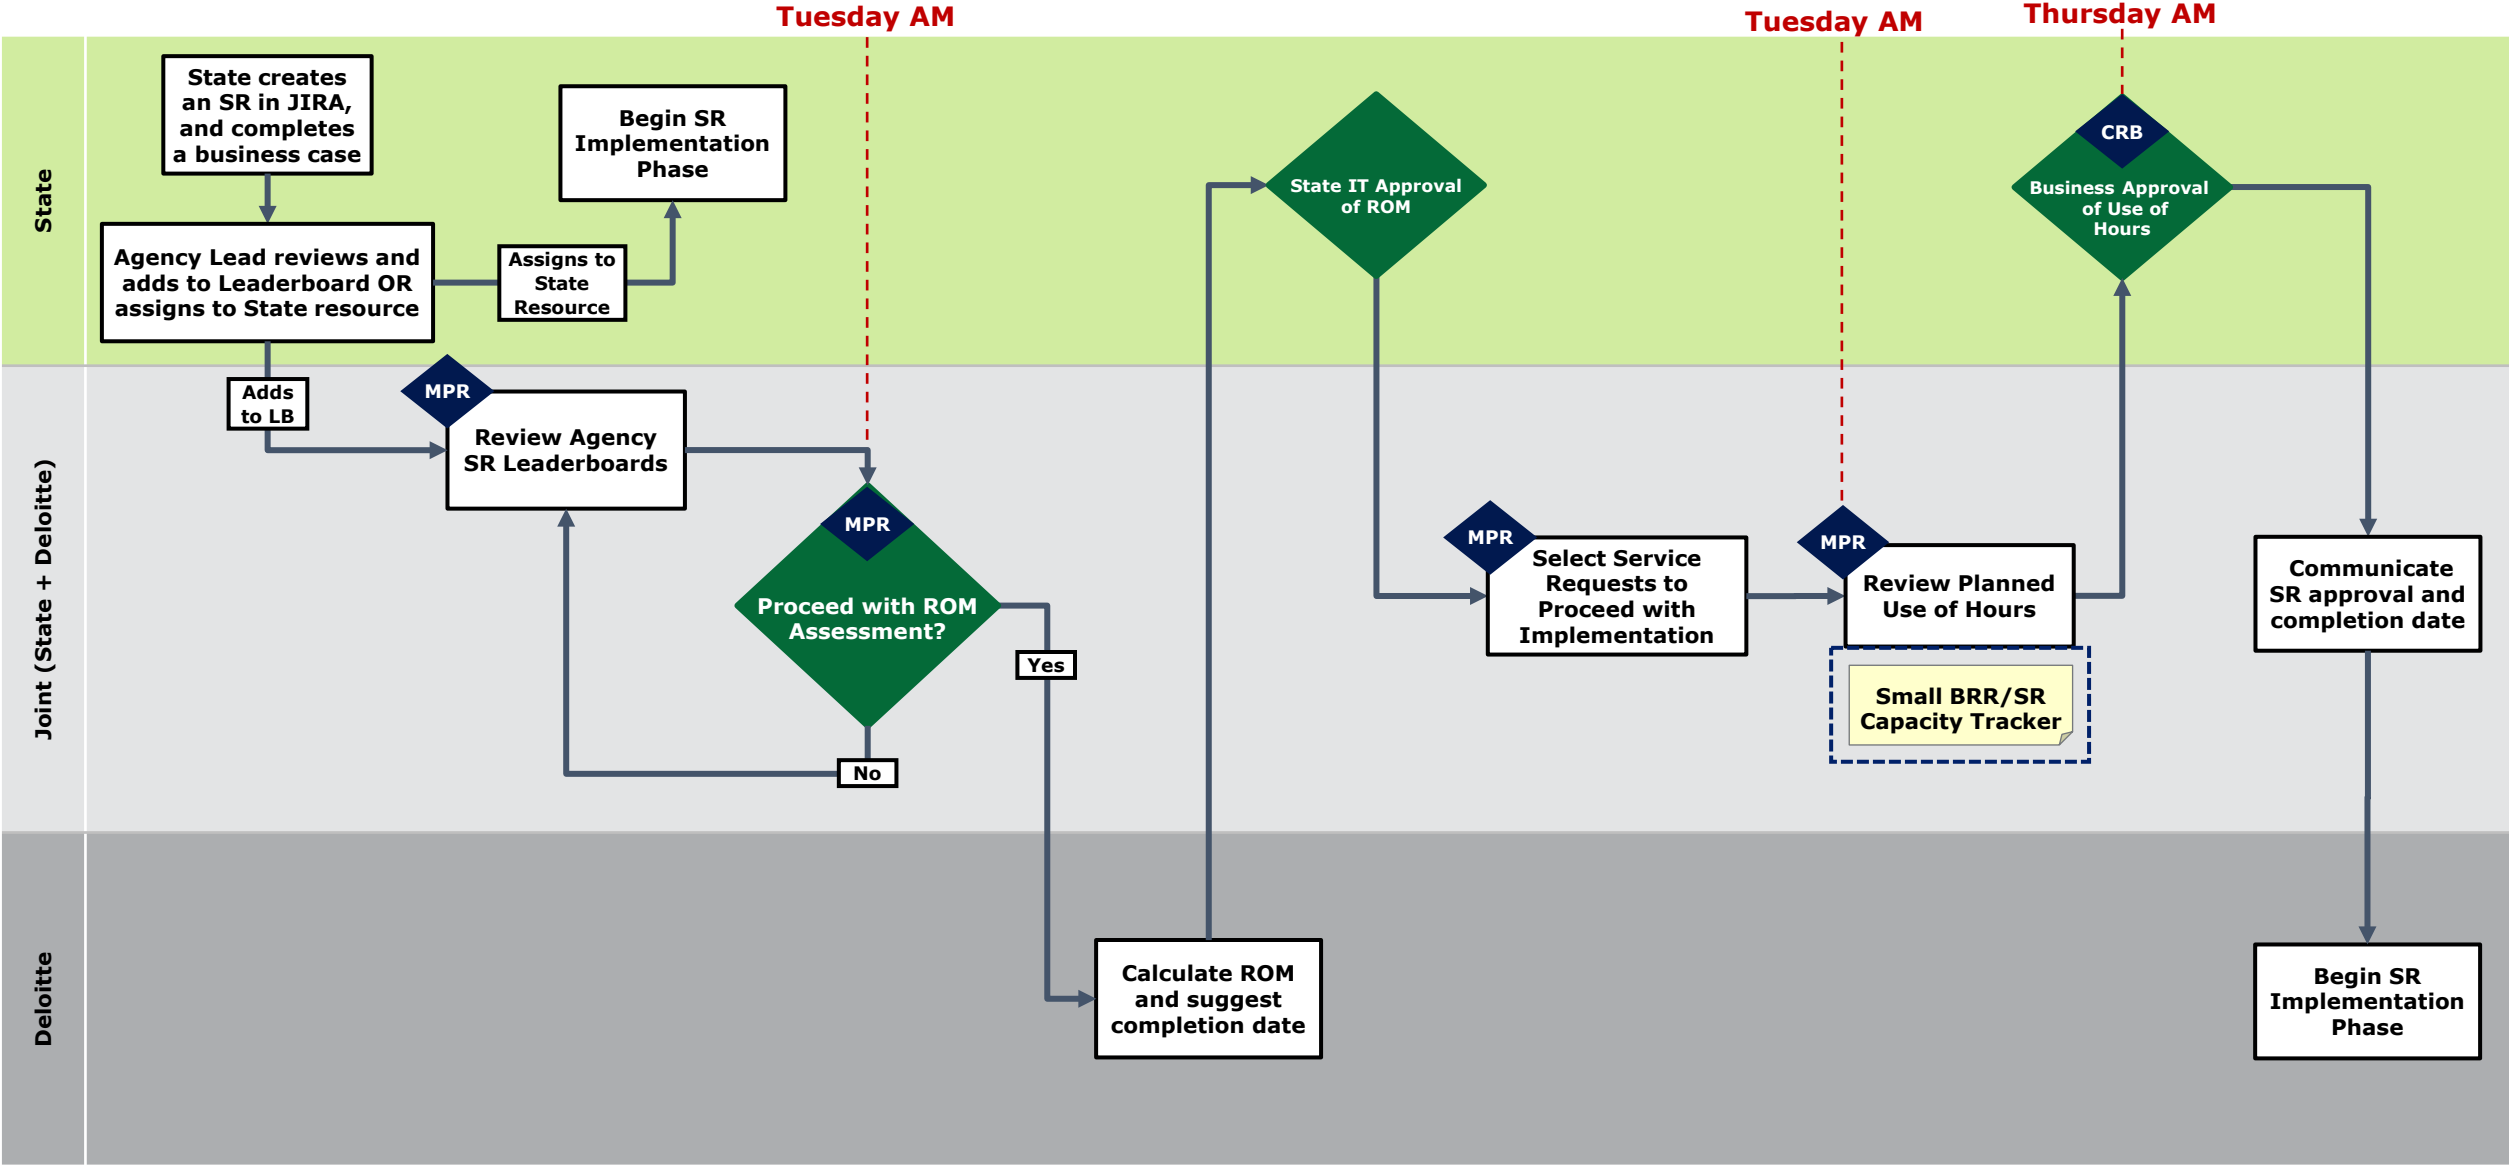 Tuesday AM
Tuesday AM
Thursday AM
State
State creates
an SR in JIRA,
and completes
a business case
Begin SR
Implementation
Phase
Agency Lead reviews and
adds to Leaderboard OR
assigns to State resource
Assigns to
State
Resource
State IT Approval
of ROM
CRB
Business Approval
of Use of
Hours
Joint (State + Deloitte)
Adds
to LB
MPR
Review Agency
SR Leaderboards
MPR
Proceed with ROM
Assessment?
Yes
No
MPR
Select Service
Requests to
Proceed with
Implementation
MPR
Review Planned
Use of Hours
Small BRR/SR
Capacity Tracker
Communicate
SR approval and
completion date
Deloitte
Calculate ROM
and suggest
completion date
Begin SR
Implementation
Phase